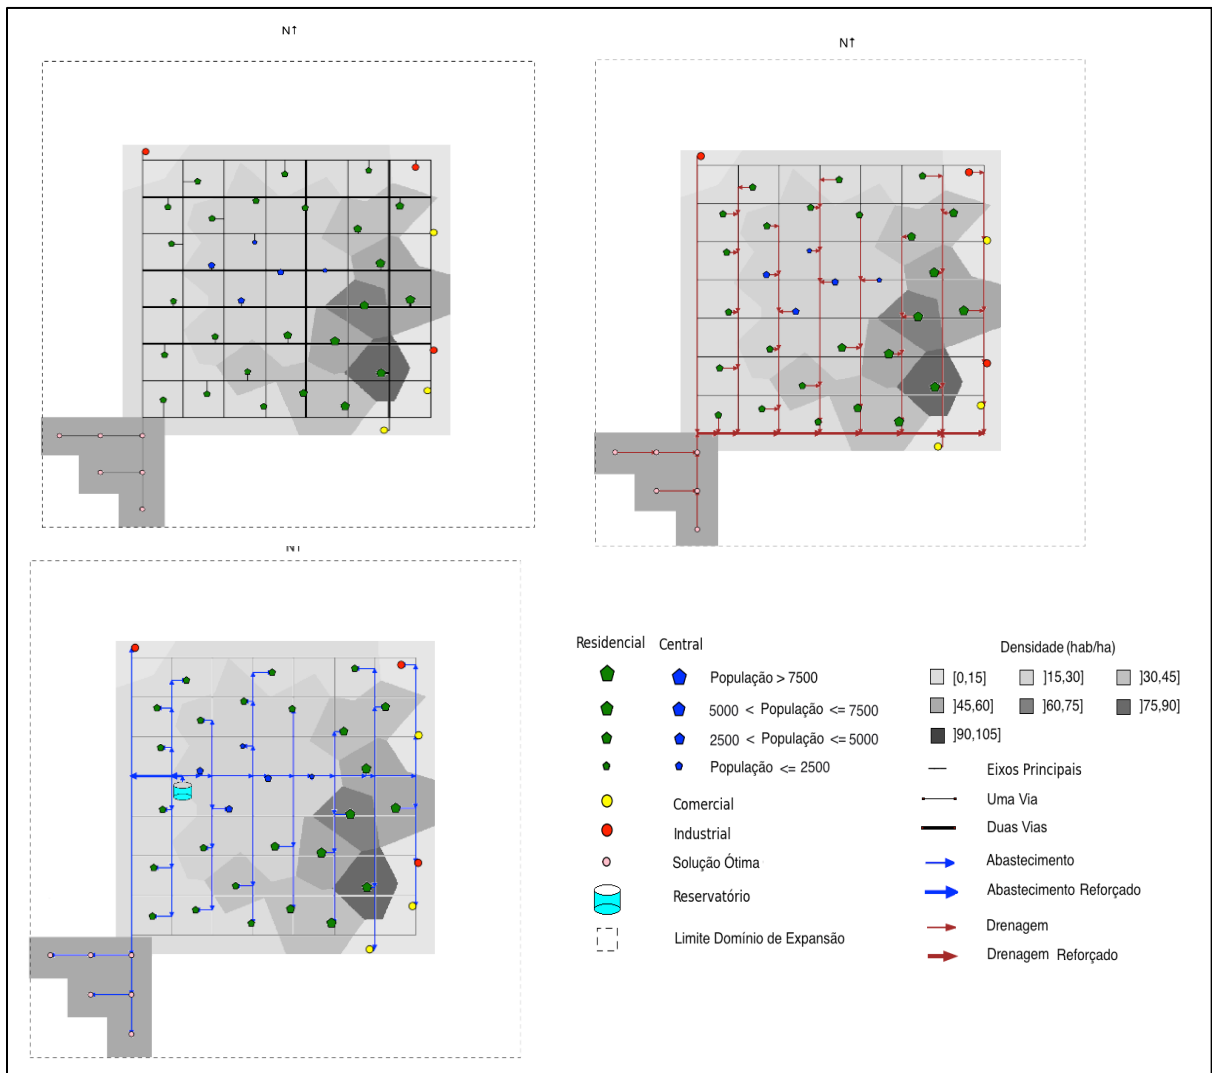 N↑
N↑
N↑
Residencial Central
População > 7500
5000 < População <= 7500
2500 < População <= 5000
População <= 2500
Comercial
Industrial
Solução Ótima
Reservatório
Limite Domínio de Expansão
Densidade (hab/ha)
[0,15] ]15,30] ]30,45]
]45,60] ]60,75] ]75,90]
]90,105]
Eixos Principais
Uma Via
Duas Vias
Abastecimento
Abastecimento Reforçado
Drenagem
Drenagem Reforçado